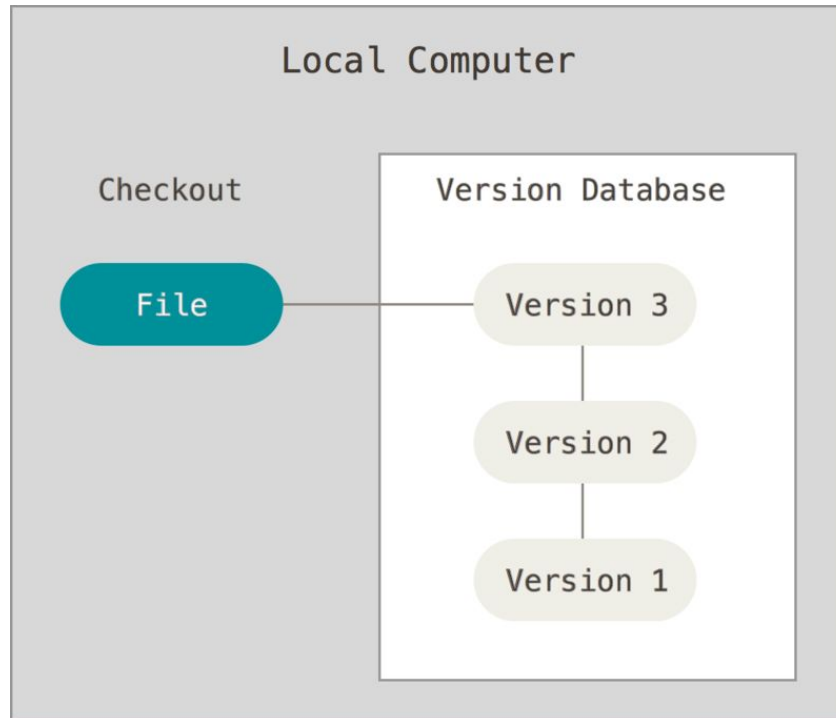 Local Computer
Checkout
Version Database
File
Version 3
Version 2
Version 1